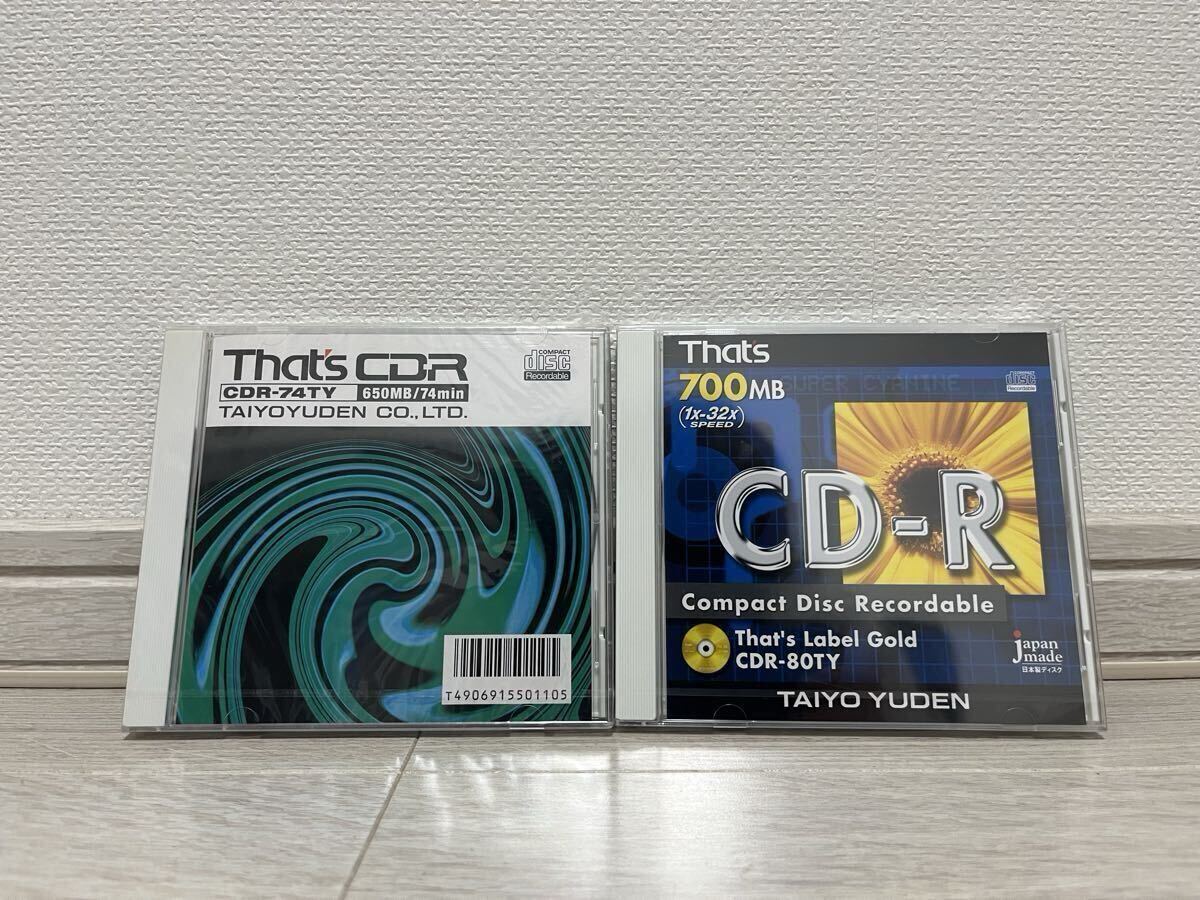 That's CD-R
CDR-74TY 650MB/74min
TAIYOYUDEN CO., LTD.
COMPACT
disc
Recordable
T4906915501105
That's
700MB
SUPER CYANINE
(1x-32x)
SPEED
COMPACT
disc
Recordable
CD-R
Compact Disc Recordable
That's Label Gold
CDR-80TY
Japan
made
日本製ディスク
TAIYO YUDEN